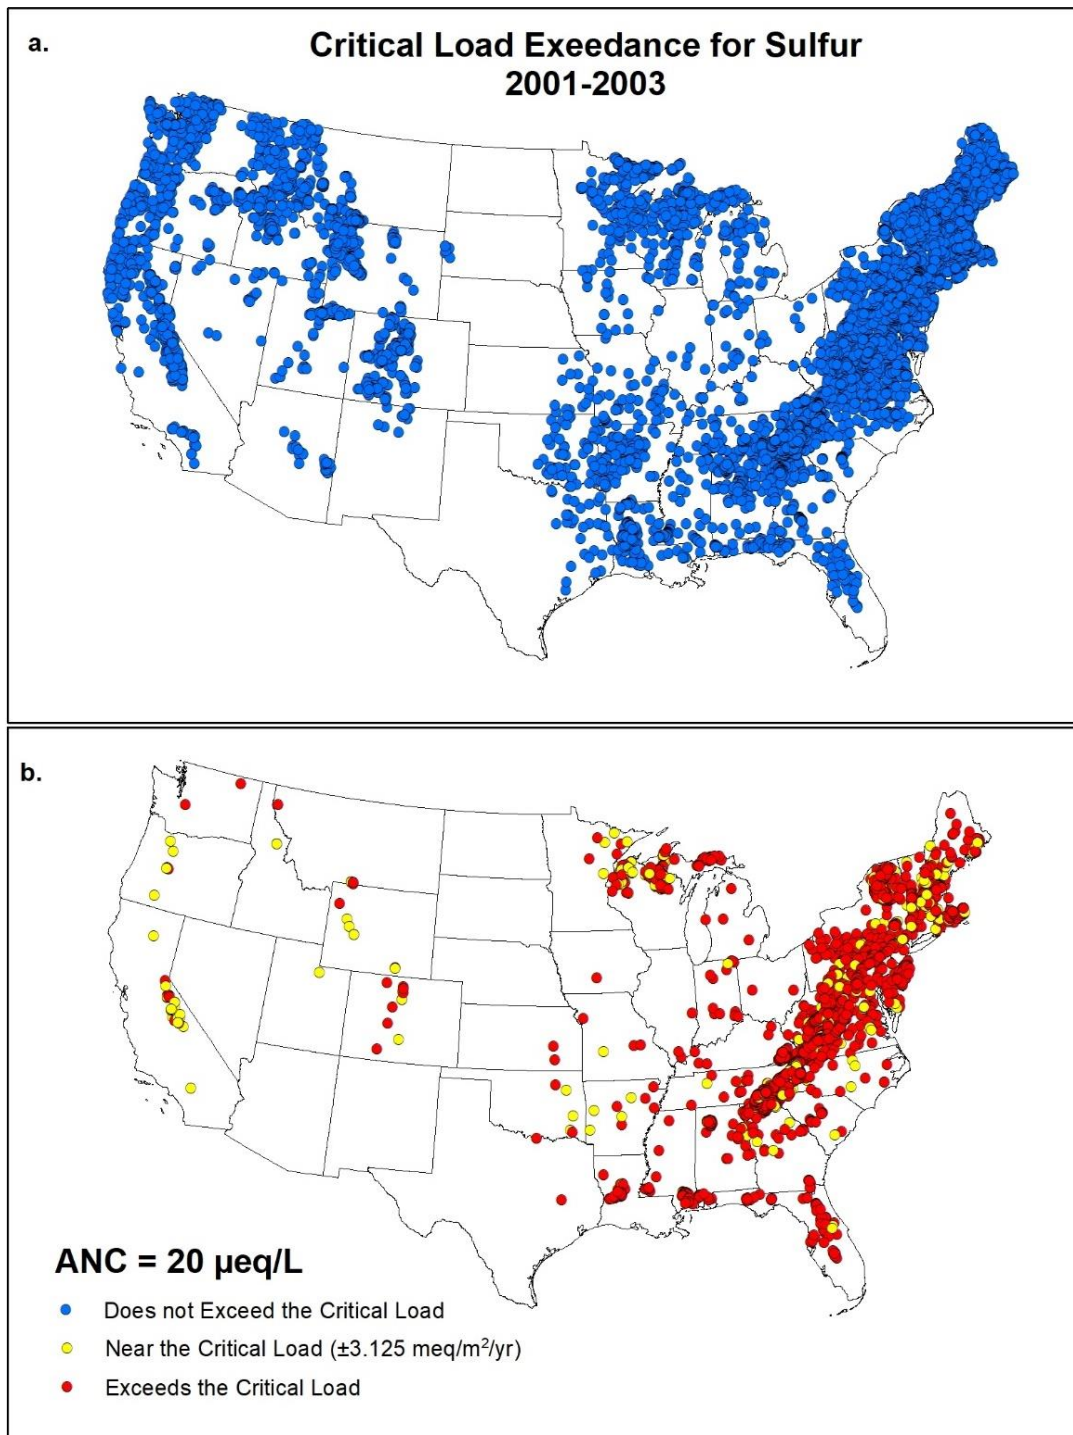 a.
Critical Load Exeedance for Sulfur
2001-2003
b.
ANC = 20 µeq/L
Does not Exceed the Critical Load
Near the Critical Load (±3.125 meq/m²/yr)
Exceeds the Critical Load